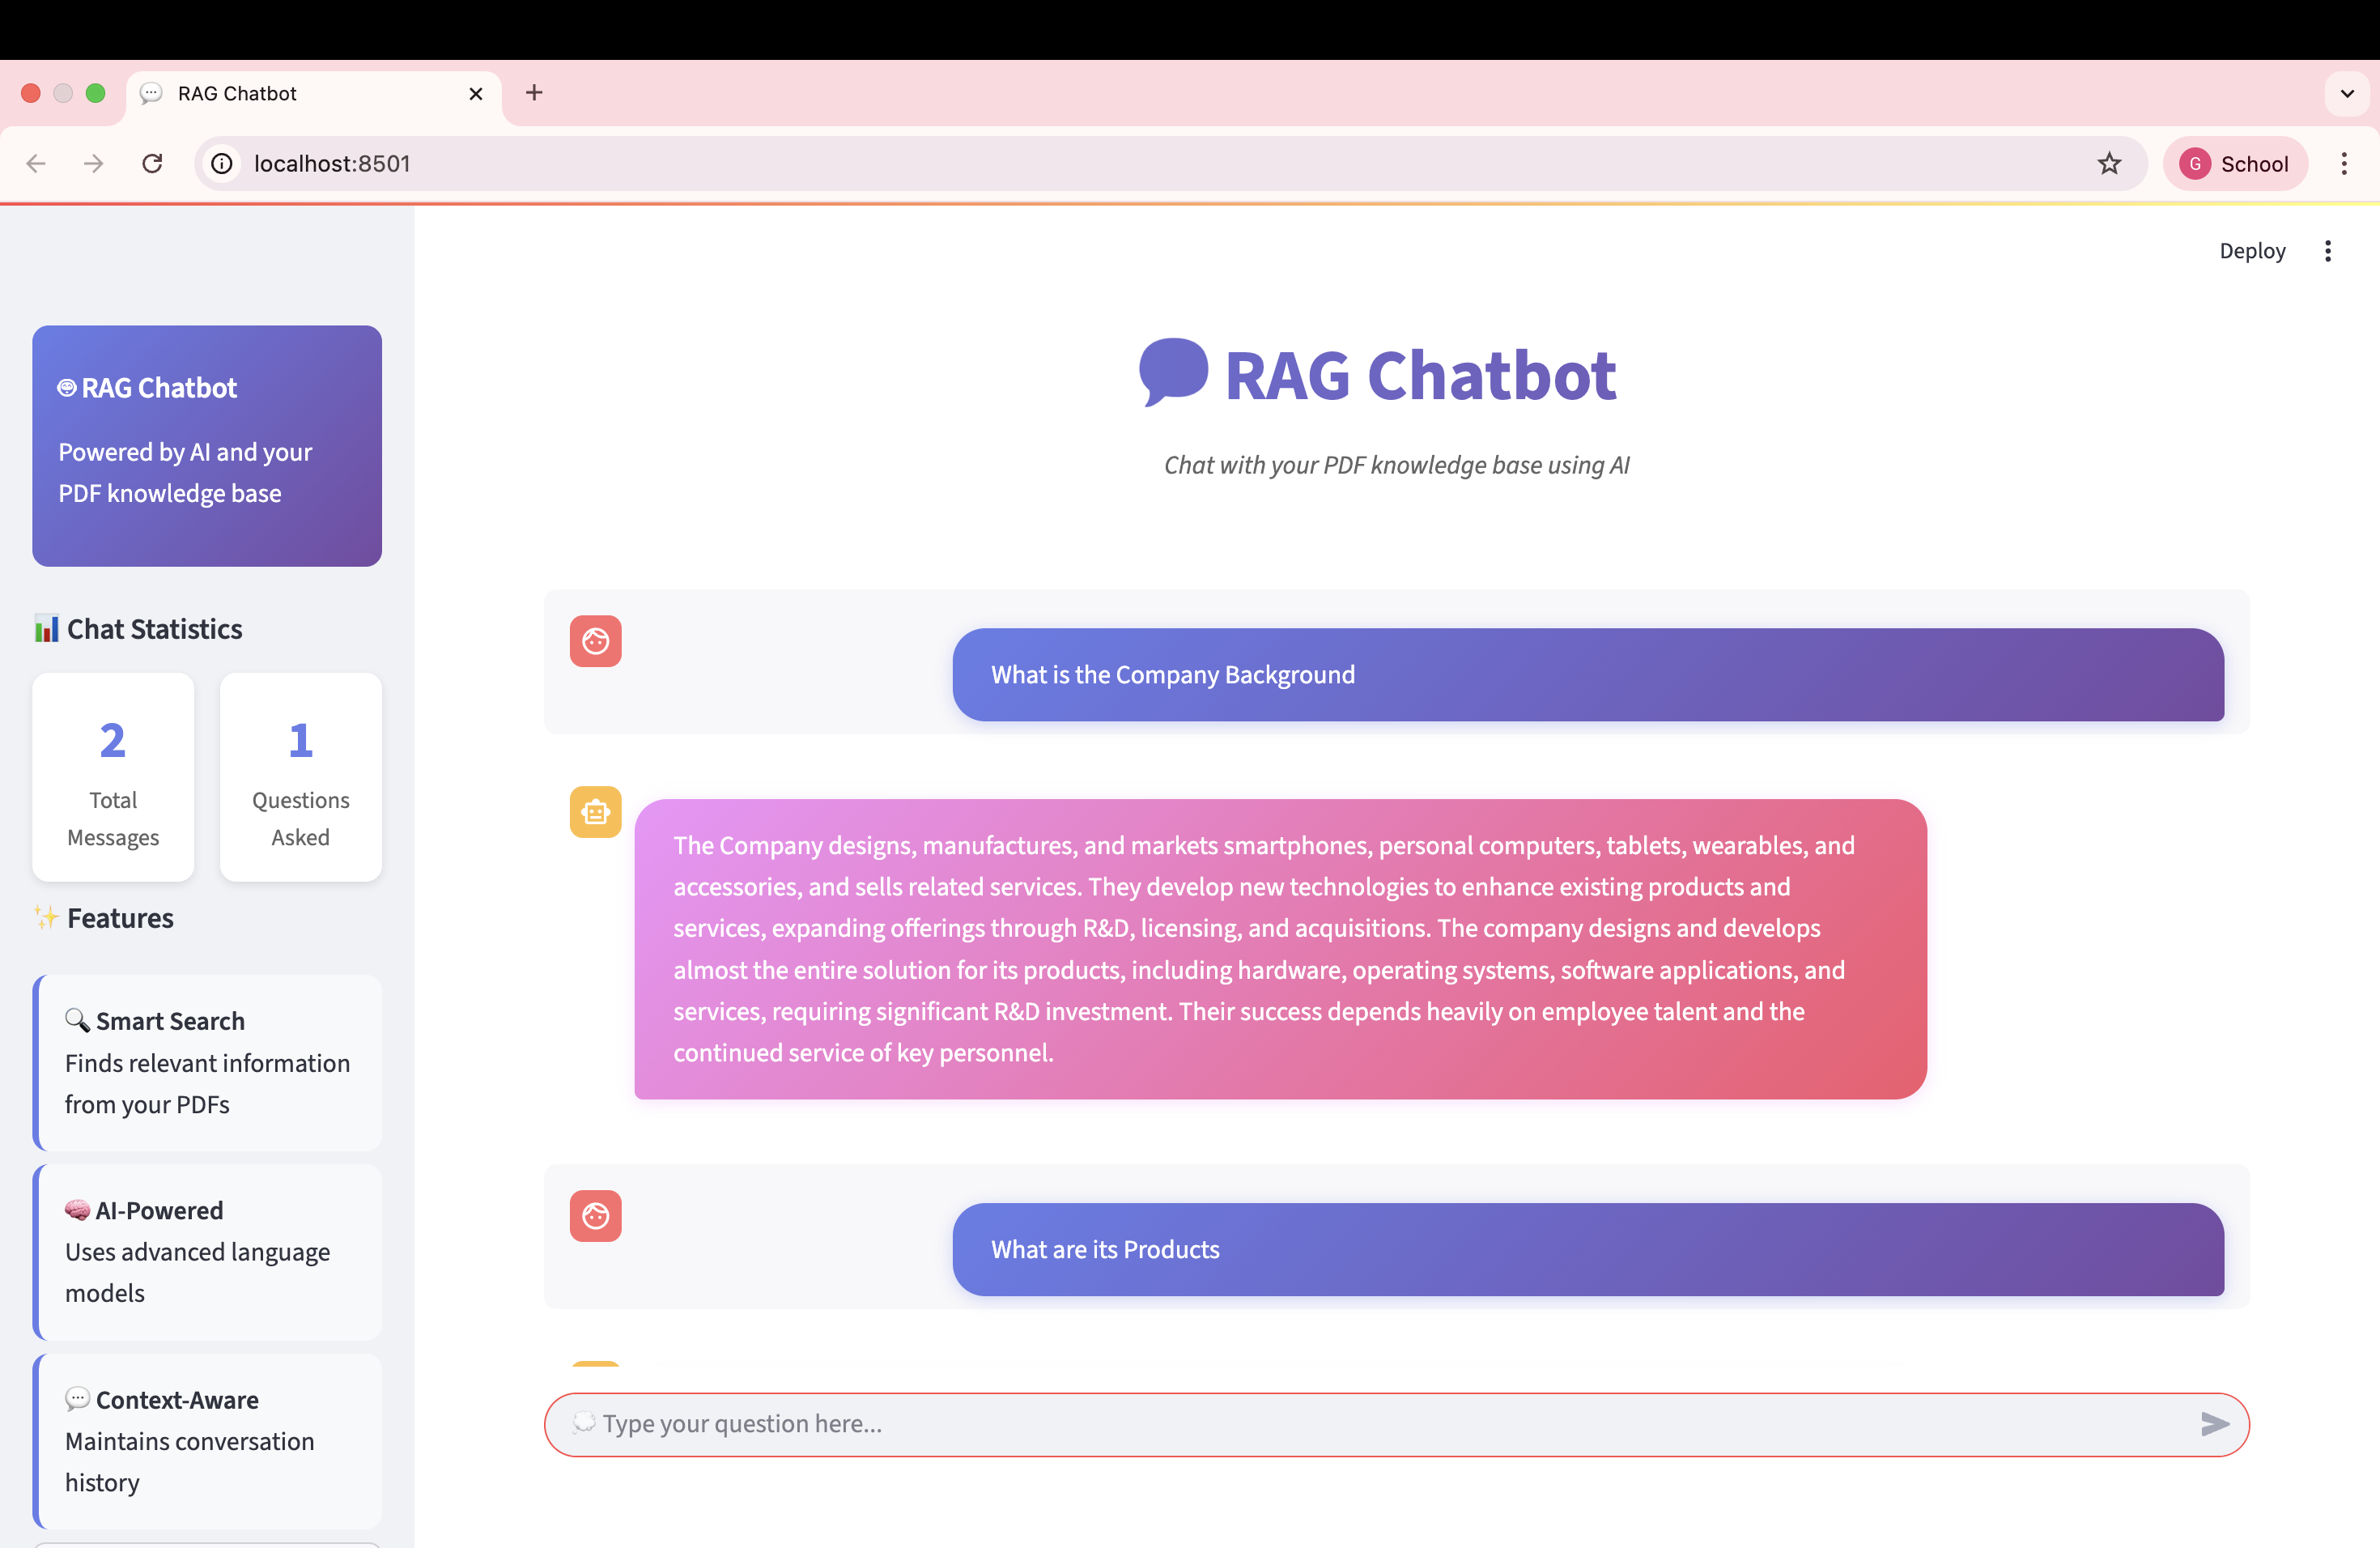 RAG Chatbot
localhost:8501
G School
Deploy
RAG Chatbot
Powered by AI and your
PDF knowledge base
Chat Statistics
2
Total
Messages
1
Questions
Asked
Features
Smart Search
Finds relevant information
from your PDFs
AI-Powered
Uses advanced language
models
Context-Aware
Maintains conversation
history
RAG Chatbot
Chat with your PDF knowledge base using AI
What is the Company Background
The Company designs, manufactures, and markets smartphones, personal computers, tablets, wearables, and
accessories, and sells related services. They develop new technologies to enhance existing products and
services, expanding offerings through R&D, licensing, and acquisitions. The company designs and develops
almost the entire solution for its products, including hardware, operating systems, software applications, and
services, requiring significant R&D investment. Their success depends heavily on employee talent and the
continued service of key personnel.
What are its Products
Type your question here...